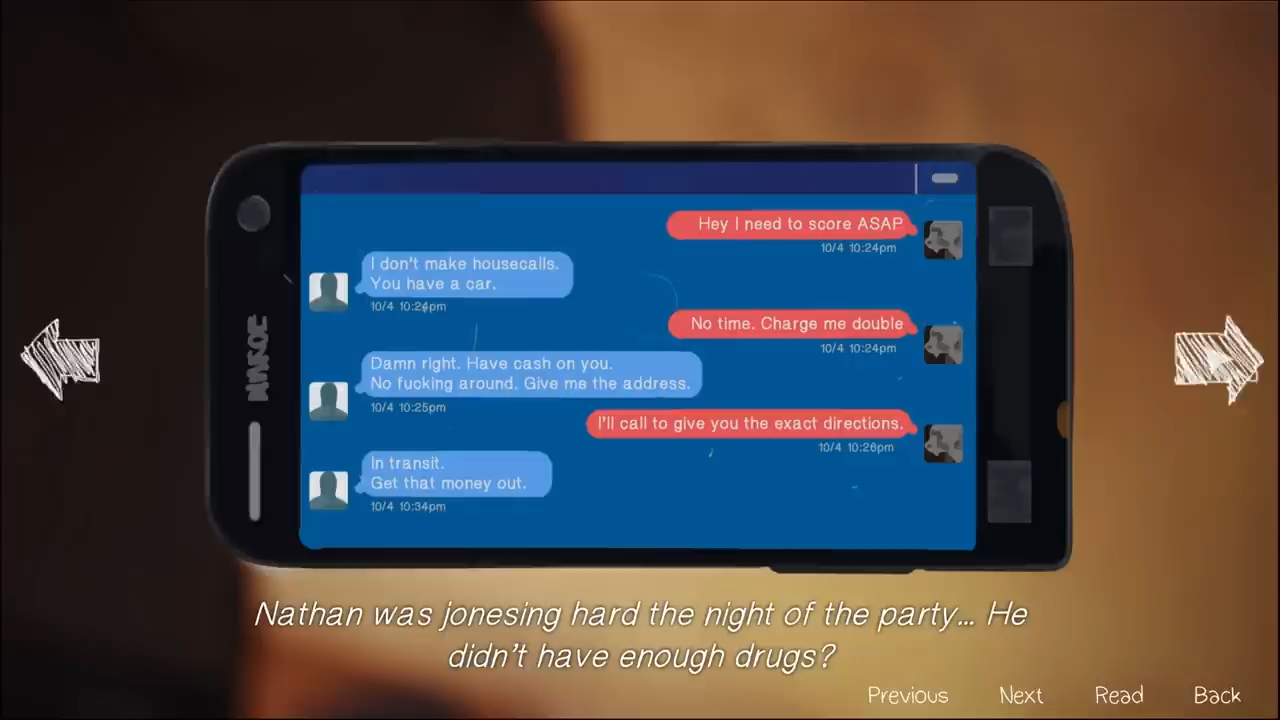 Hey I need to score ASAP
10/4 10:24pm
I don't make housecalls.
You have a car.
10/4 10:24pm
No time. Charge me double
10/4 10:24pm
Damn right. Have cash on you.
No fucking around. Give me the address.
10/4 10:25pm
I'll call to give you the exact directions.
10/4 10:26pm
In transit.
Get that money out.
10/4 10:34pm
Nathan was jonesing hard the night of the party... He
didn't have enough drugs?
Previous Next Read Back